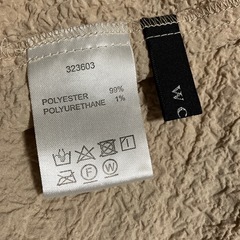 323603
POLYESTER 99%
POLYURETHANE 1%
F W
W C